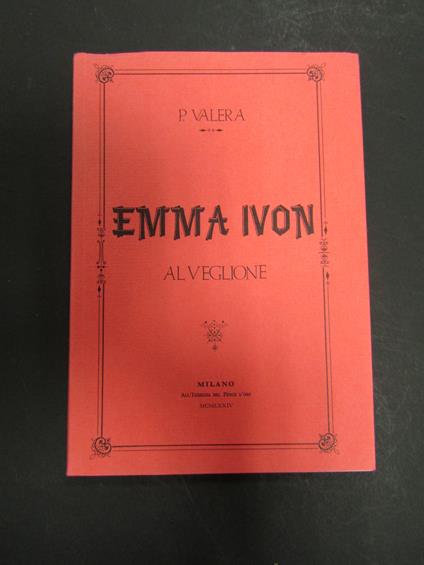 P. VALERA
EMMA IVON
AL VEGLIONE
MILANO
ALL'INSEGNA DEL PESCE D'ORO
MCMLXXIV